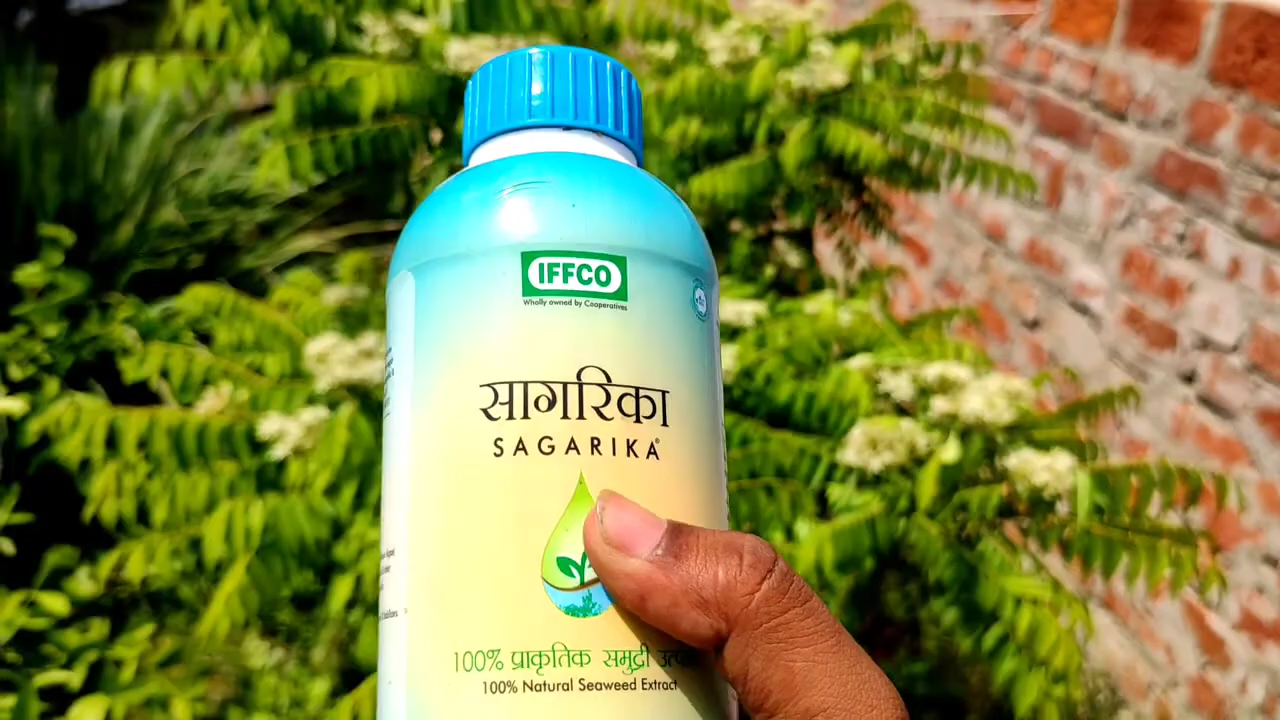 IFFCO
Wholly owned by Cooperatives
सागरिका
SAGARIKA®
100% प्राकृतिक समुद्री
100% Natural Seaweed Extract